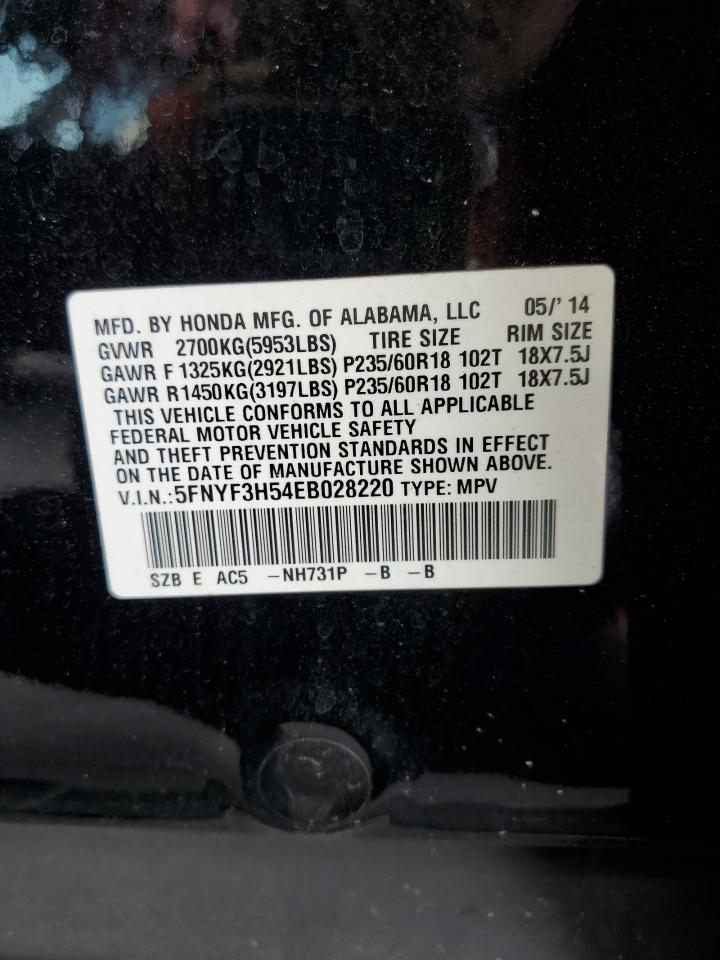 MFD. BY HONDA MFG. OF ALABAMA, LLC 05/' 14
GVWR 2700KG(5953LBS) TIRE SIZE RIM SIZE
GAWR F 1325KG(2921LBS) P235/60R18 102T 18X7.5J
GAWR R1450KG(3197LBS) P235/60R18 102T 18X7.5J
THIS VEHICLE CONFORMS TO ALL APPLICABLE
FEDERAL MOTOR VEHICLE SAFETY
AND THEFT PREVENTION STANDARDS IN EFFECT
ON THE DATE OF MANUFACTURE SHOWN ABOVE.
V.I.N.:5FNYF3H54EB028220 TYPE: MPV
SZB E AC5 -NH731P -B -B